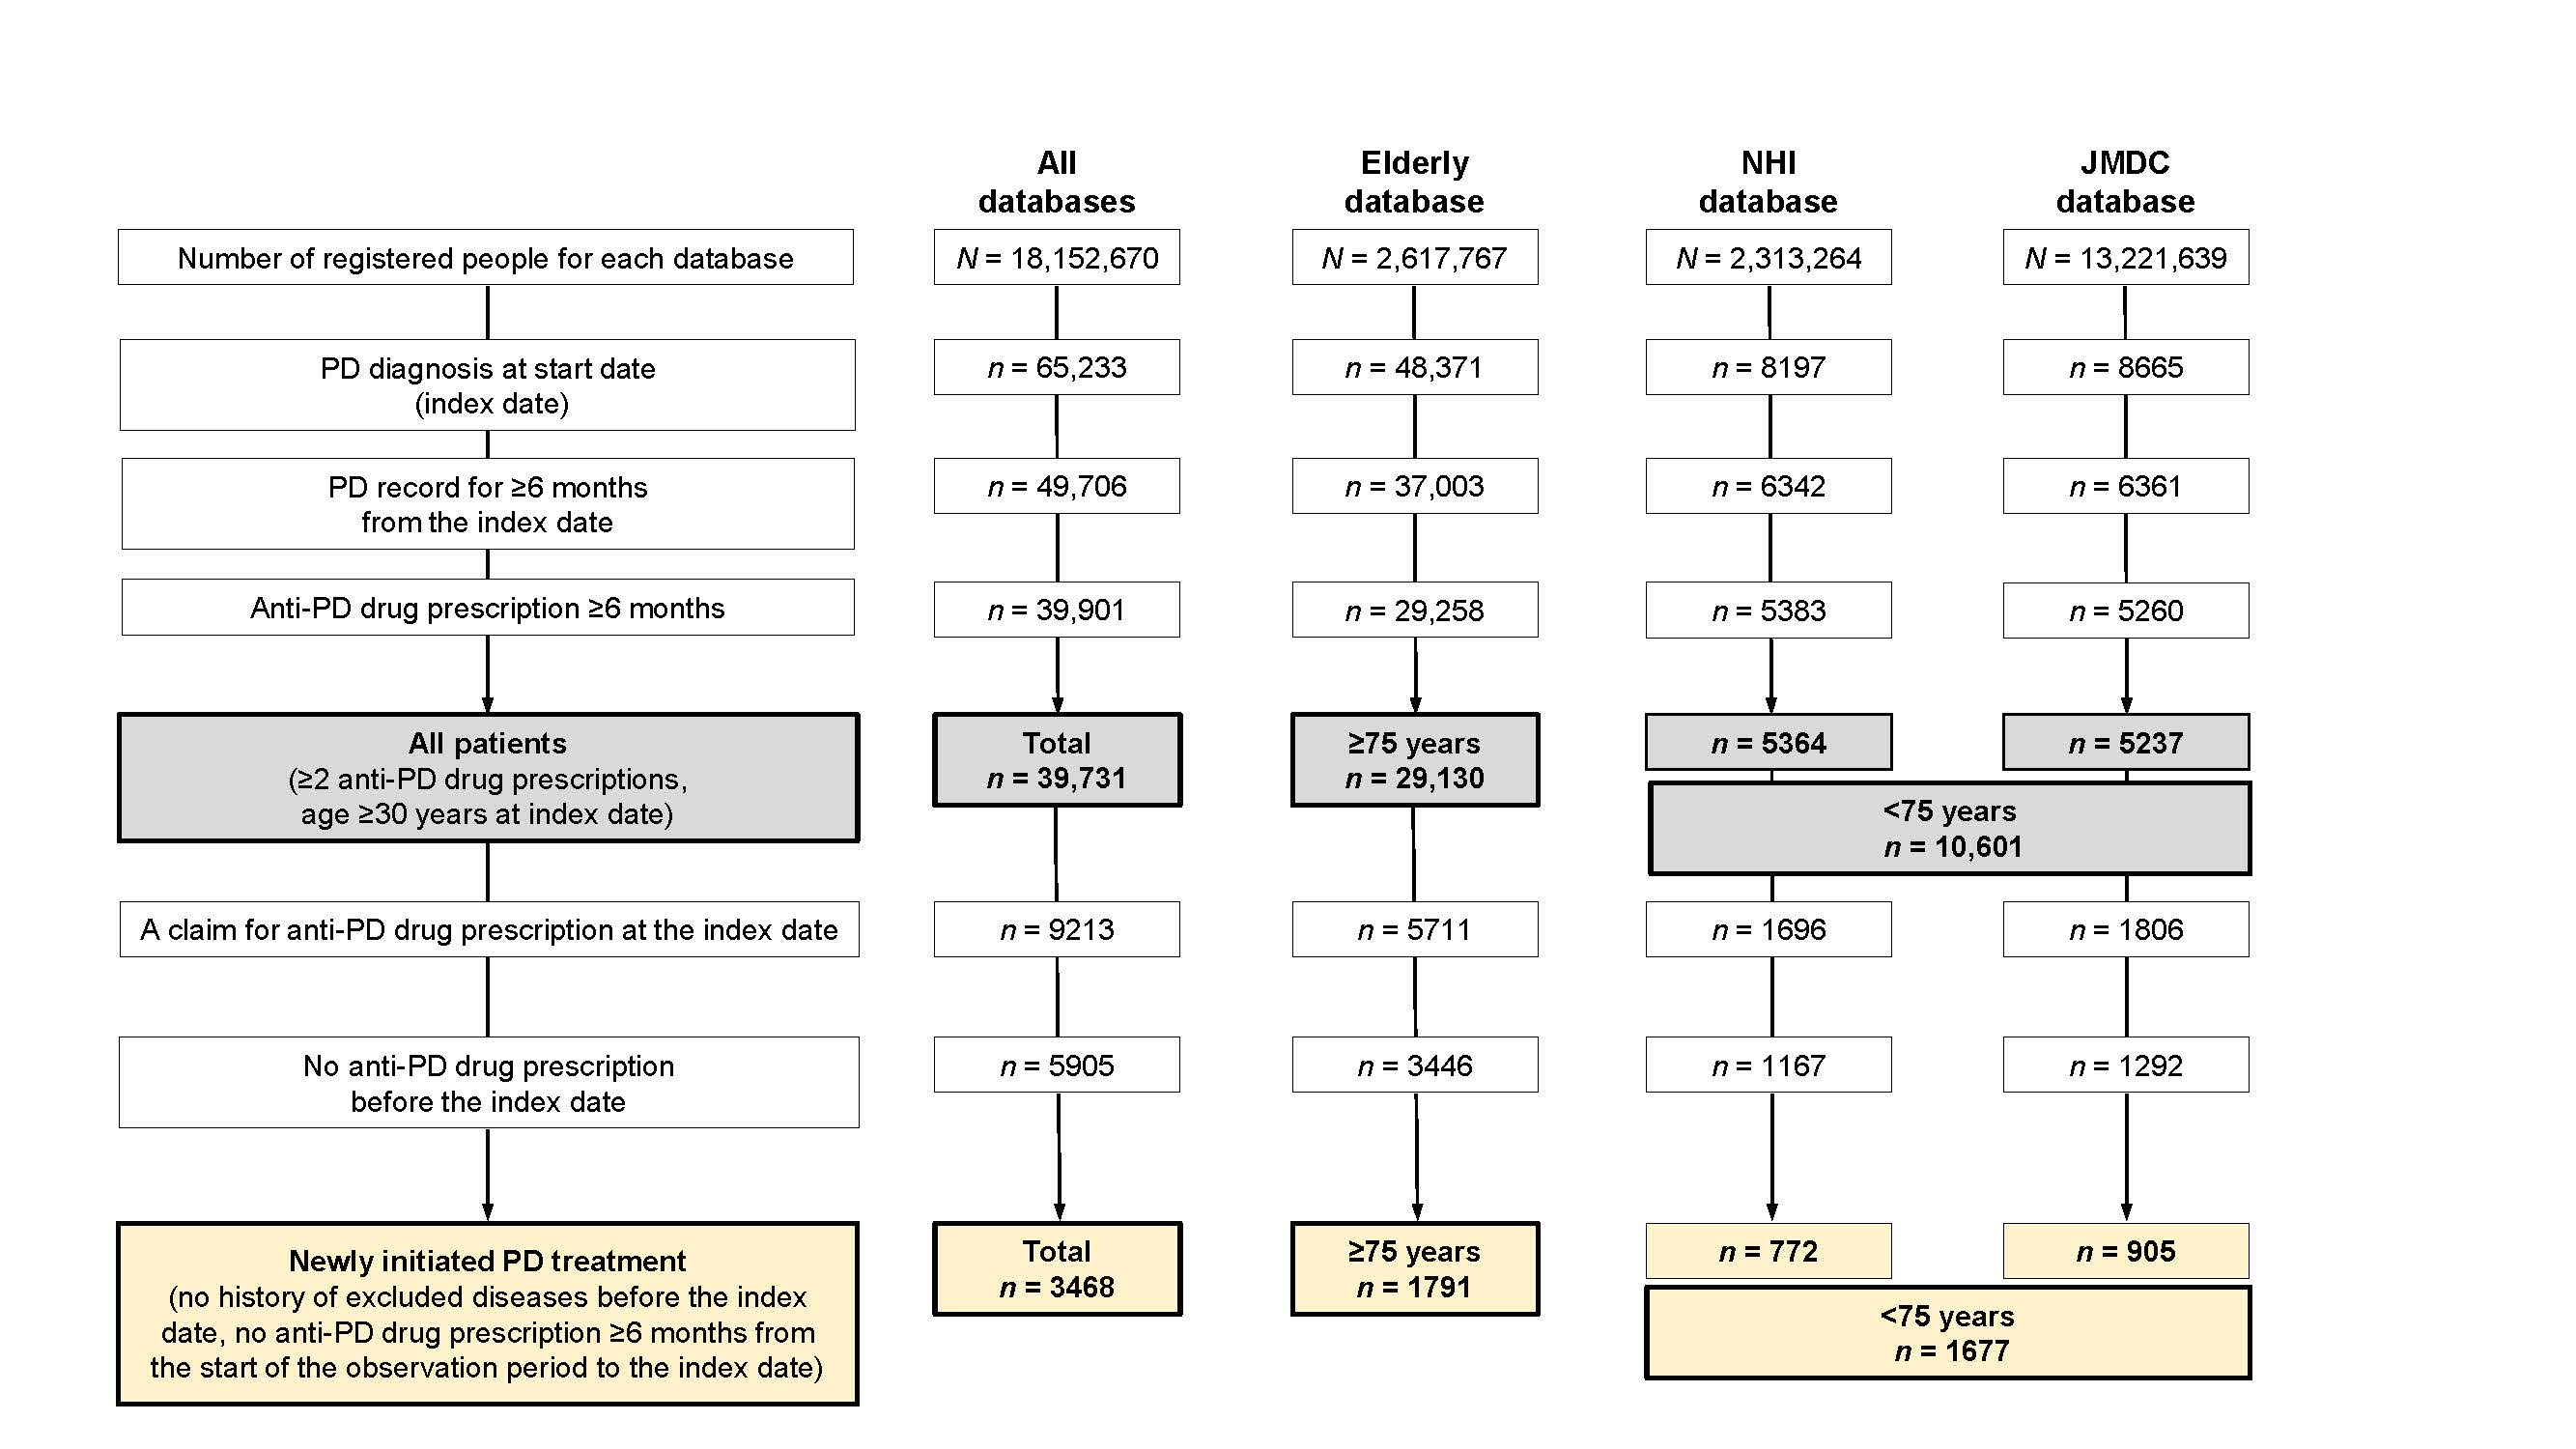 All
databases
Elderly
database
NHI
database
JMDC
database
Number of registered people for each database
N = 18,152,670
N = 2,617,767
N = 2,313,264
N = 13,221,639
PD diagnosis at start date
(index date)
n = 65,233
n = 48,371
n = 8197
n = 8665
PD record for ≥6 months
from the index date
n = 49,706
n = 37,003
n = 6342
n = 6361
Anti-PD drug prescription ≥6 months
n = 39,901
n = 29,258
n = 5383
n = 5260
All patients
(≥2 anti-PD drug prescriptions,
age ≥30 years at index date)
Total
n = 39,731
≥75 years
n = 29,130
n = 5364
n = 5237
<75 years
n = 10,601
A claim for anti-PD drug prescription at the index date
n = 9213
n = 5711
n = 1696
n = 1806
No anti-PD drug prescription
before the index date
n = 5905
n = 3446
n = 1167
n = 1292
Newly initiated PD treatment
(no history of excluded diseases before the index
date, no anti-PD drug prescription ≥6 months from
the start of the observation period to the index date)
Total
n = 3468
≥75 years
n = 1791
n = 772
n = 905
<75 years
n = 1677